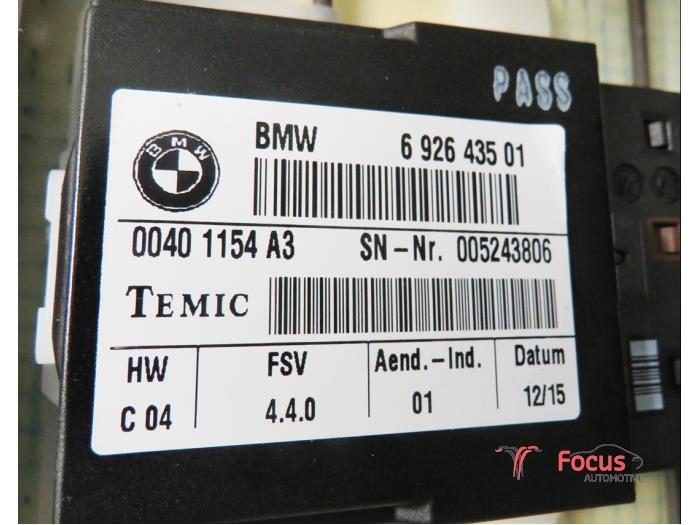 PASS
BMW 6 926 435 01
BMW
0040 1154 A3 SN-Nr. 005243806
TEMIC
HW FSV Aend.-Ind. Datum
C 04 4.4.0 01 12/15
Focus
AUTOMOTIVE